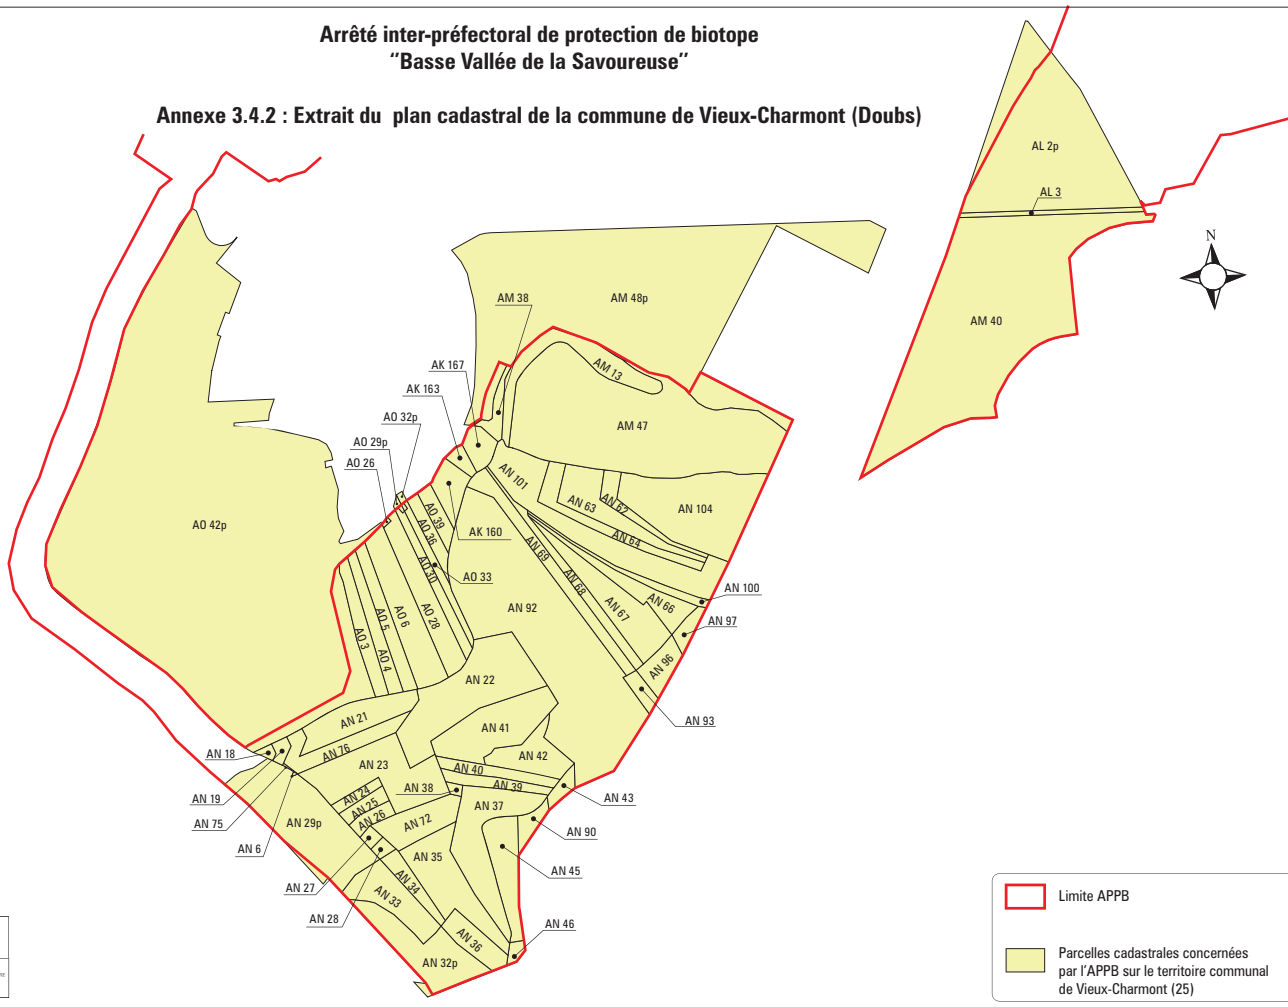 Arrêté inter-préfectoral de protection de biotope
"Basse Vallée de la Savoureuse"
Annexe 3.4.2 : Extrait du plan cadastral de la commune de Vieux-Charmont (Doubs)
AL 2p
AL 3
N
AM 40
AM 48p
AM 38
AM 13
AK 167
AK 163
AO 32p
AM 47
AO 29p
AO 26
AN 101
AN 63
AN 62
AN 104
AO 42p
AO 39
AO 36
AK 160
AN 64
AN 69
AO 30
AO 33
AN 68
AN 100
AN 66
AN 92
AN 67
AO 28
AO 6
AO 5
AO 3
AO 4
AN 97
AN 96
AN 22
AN 93
AN 21
AN 41
AN 18
AN 76
AN 42
AN 23
AN 40
AN 39
AN 19
AN 24
AN 38
AN 43
AN 25
AN 37
AN 75
AN 29p
AN 26
AN 72
AN 90
AN 6
AN 35
AN 45
AN 27
AN 34
AN 33
AN 28
AN 46
AN 36
AN 32p
Limite APPB
Parcelles cadastrales concernées
par l'APPB sur le territoire communal
de Vieux-Charmont (25)